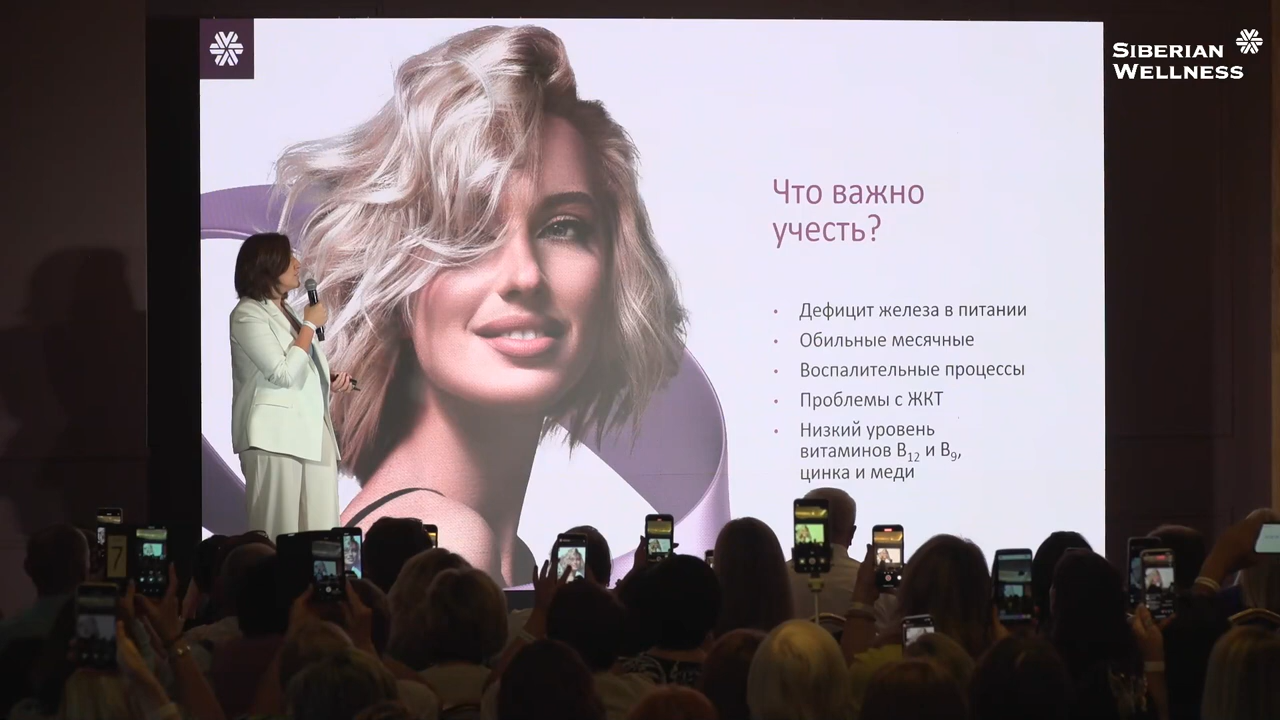 SIBERIAN
WELLNESS
Что важно
учесть?
• Дефицит железа в питании
• Обильные месячные
• Воспалительные процессы
• Проблемы с ЖКТ
• Низкий уровень
витаминов B₁₂ и B₉,
цинка и меди
7